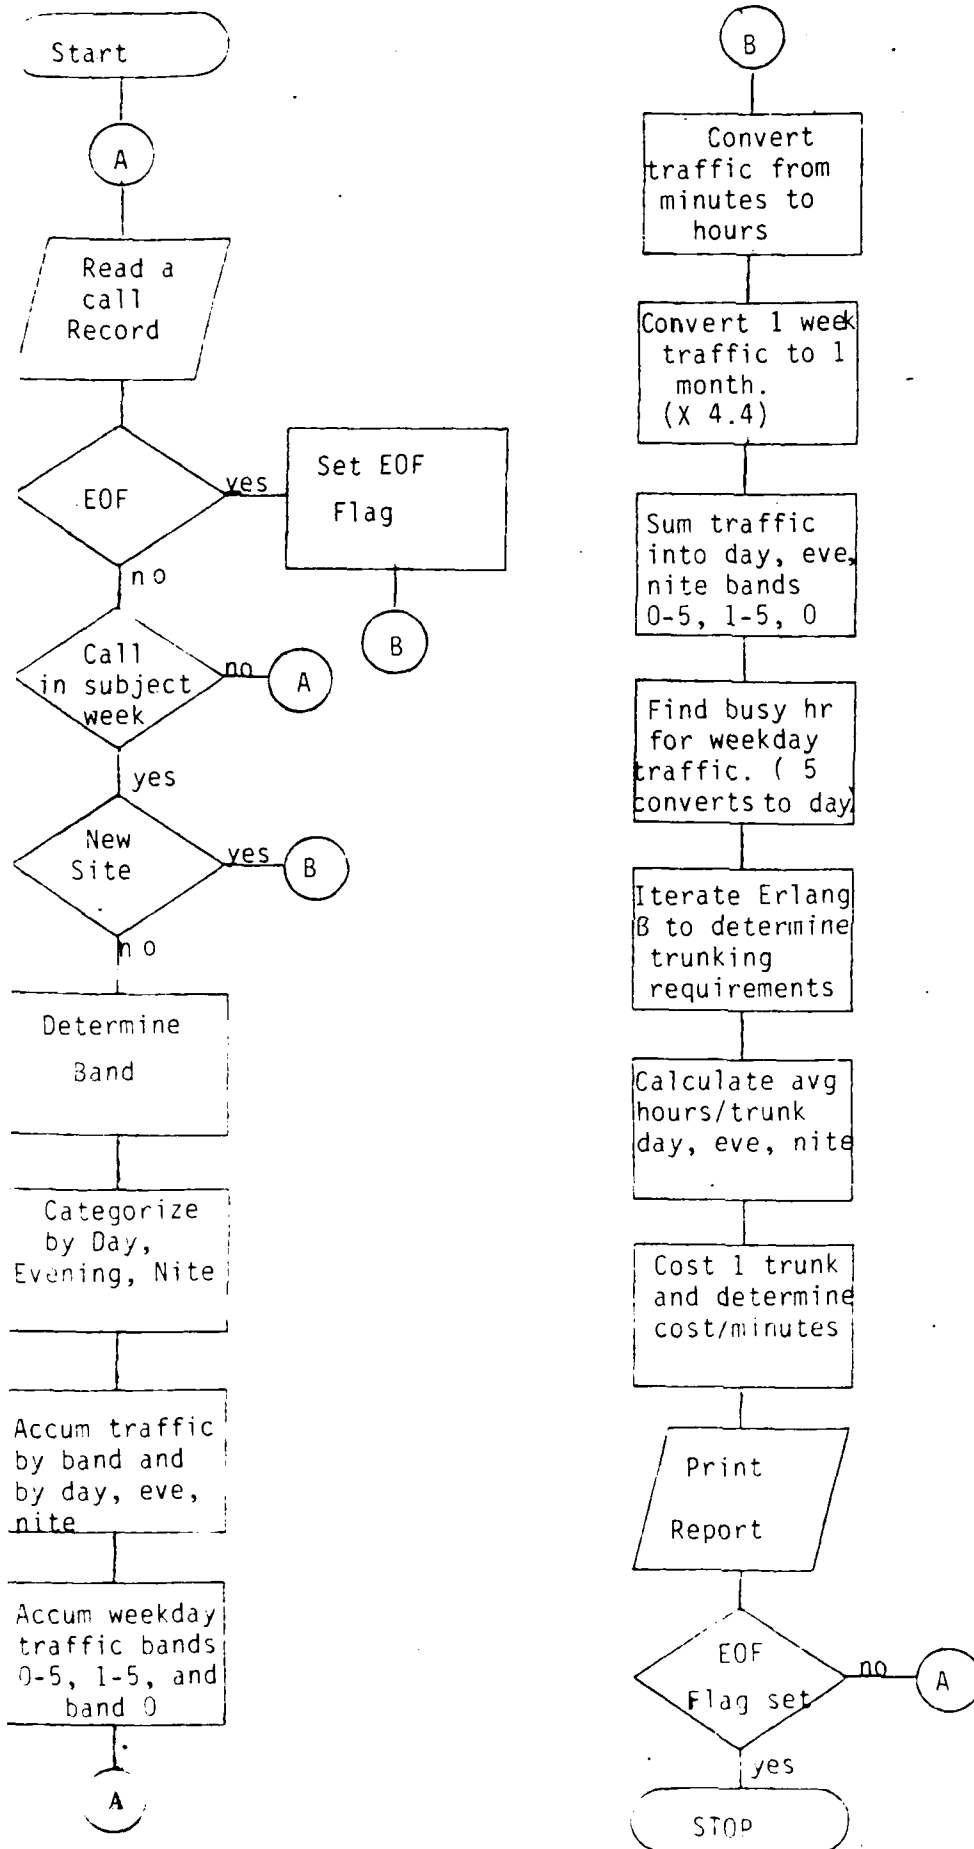 Start
A
Read a
call
Record
EOF
yes
Set EOF
Flag
B
no
Call
in subject
week
no
A
yes
New
Site
yes
B
no
Determine
Band
Categorize
by Day,
Evening, Nite
Accum traffic
by band and
by day, eve,
nite
Accum weekday
traffic bands
0-5, 1-5, and
band 0
A
B
Convert
traffic from
minutes to
hours
Convert 1 week
traffic to 1
month.
(X 4.4)
Sum traffic
into day, eve,
nite bands
0-5, 1-5, 0
Find busy hr
for weekday
traffic. ( 5
converts to day)
Iterate Erlang
B to determine
trunking
requirements
Calculate avg
hours/trunk
day, eve, nite
Cost 1 trunk
and determine
cost/minutes
Print
Report
EOF
Flag set
no
A
yes
STOP